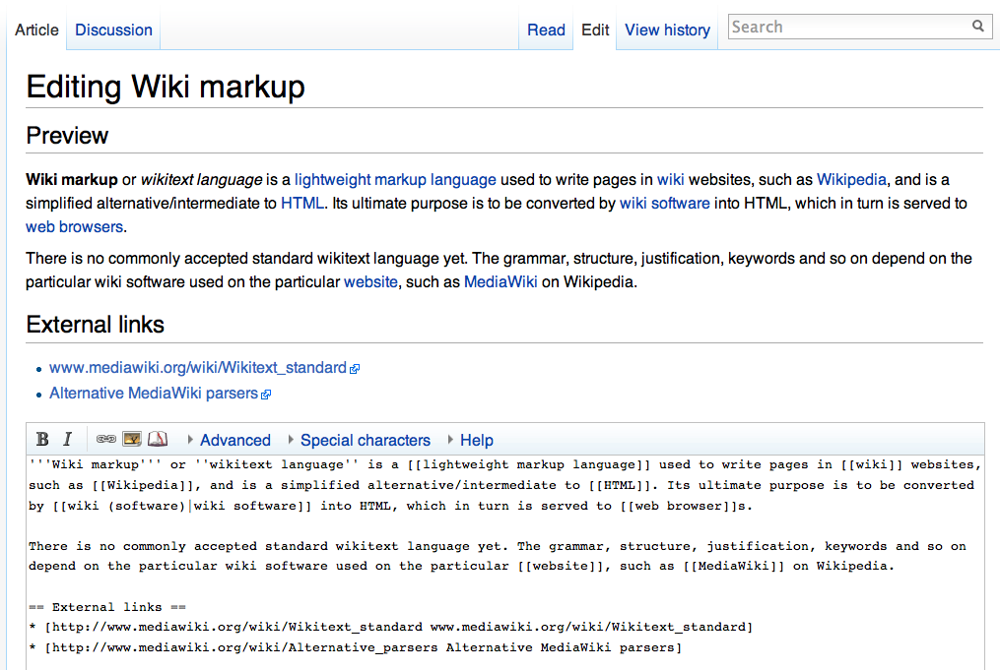 Article Discussion Read Edit View history Search
Editing Wiki markup
Preview
Wiki markup or wikitext language is a lightweight markup language used to write pages in wiki websites, such as Wikipedia, and is a
simplified alternative/intermediate to HTML. Its ultimate purpose is to be converted by wiki software into HTML, which in turn is served to
web browsers.
There is no commonly accepted standard wikitext language yet. The grammar, structure, justification, keywords and so on depend on the
particular wiki software used on the particular website, such as MediaWiki on Wikipedia.
External links
• www.mediawiki.org/wiki/Wikitext_standard
• Alternative MediaWiki parsers
B I Advanced Special characters Help
'''Wiki markup''' or ''wikitext language'' is a [[lightweight markup language]] used to write pages in [[wiki]] websites,
such as [[Wikipedia]], and is a simplified alternative/intermediate to [[HTML]]. Its ultimate purpose is to be converted
by [[wiki (software)|wiki software]] into HTML, which in turn is served to [[web browser]]s.
There is no commonly accepted standard wikitext language yet. The grammar, structure, justification, keywords and so on
depend on the particular wiki software used on the particular [[website]], such as [[MediaWiki]] on Wikipedia.
== External links ==
* [http://www.mediawiki.org/wiki/Wikitext_standard www.mediawiki.org/wiki/Wikitext_standard]
* [http://www.mediawiki.org/wiki/Alternative_parsers Alternative MediaWiki parsers]